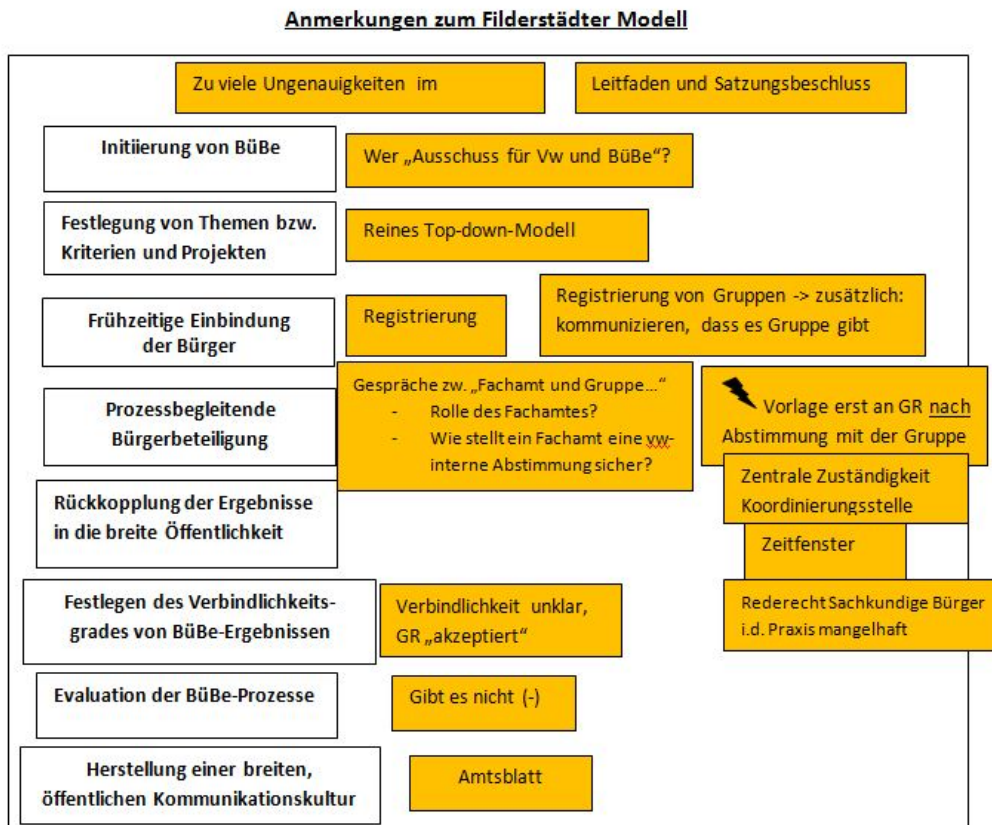 Anmerkungen zum Filderstädter Modell
Zu viele Ungenauigkeiten im
Leitfaden und Satzungsbeschluss
Initiierung von BüBe
Wer „Ausschuss für Vw und BüBe“?
Festlegung von Themen bzw.
Kriterien und Projekten
Reines Top-down-Modell
Frühzeitige Einbindung
der Bürger
Registrierung
Registrierung von Gruppen -> zusätzlich:
kommunizieren, dass es Gruppe gibt
Prozessbegleitende
Bürgerbeteiligung
Gespräche zw. „Fachamt und Gruppe...“
- Rolle des Fachamtes?
- Wie stellt ein Fachamt eine vw-
interne Abstimmung sicher?
Vorlage erst an GR nach
Abstimmung mit der Gruppe
Zentrale Zuständigkeit
Koordinierungsstelle
Rückkopplung der Ergebnisse
in die breite Öffentlichkeit
Zeitfenster
Festlegen des Verbindlichkeits-
grades von BüBe-Ergebnissen
Verbindlichkeit unklar,
GR „akzeptiert“
Rederecht Sachkundige Bürger
i.d. Praxis mangelhaft
Evaluation der BüBe-Prozesse
Gibt es nicht (-)
Herstellung einer breiten,
öffentlichen Kommunikationskultur
Amtsblatt